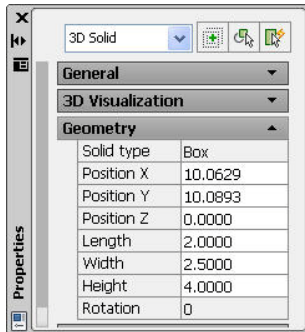 3D Solid
General
3D Visualization
Geometry
Solid type Box
Position X 10.0629
Position Y 10.0893
Position Z 0.0000
Length 2.0000
Width 2.5000
Height 4.0000
Rotation 0
Properties